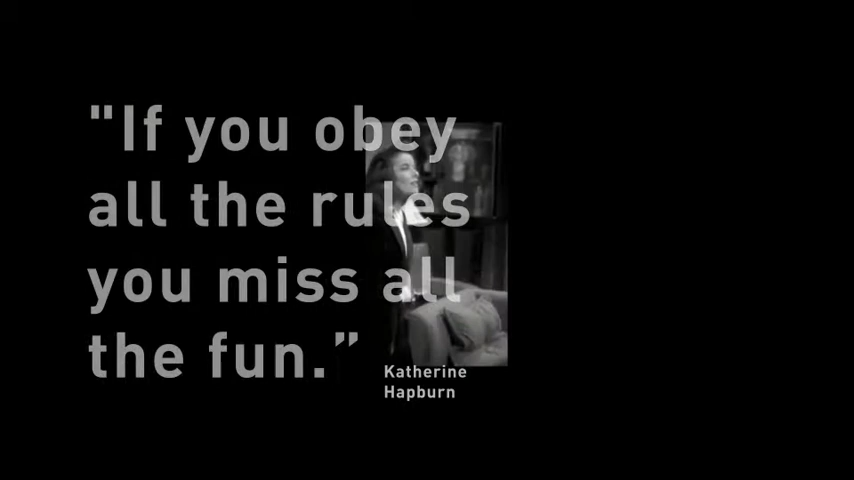 "If you obey
all the rules
you miss all
the fun.”
Katherine
Hapburn